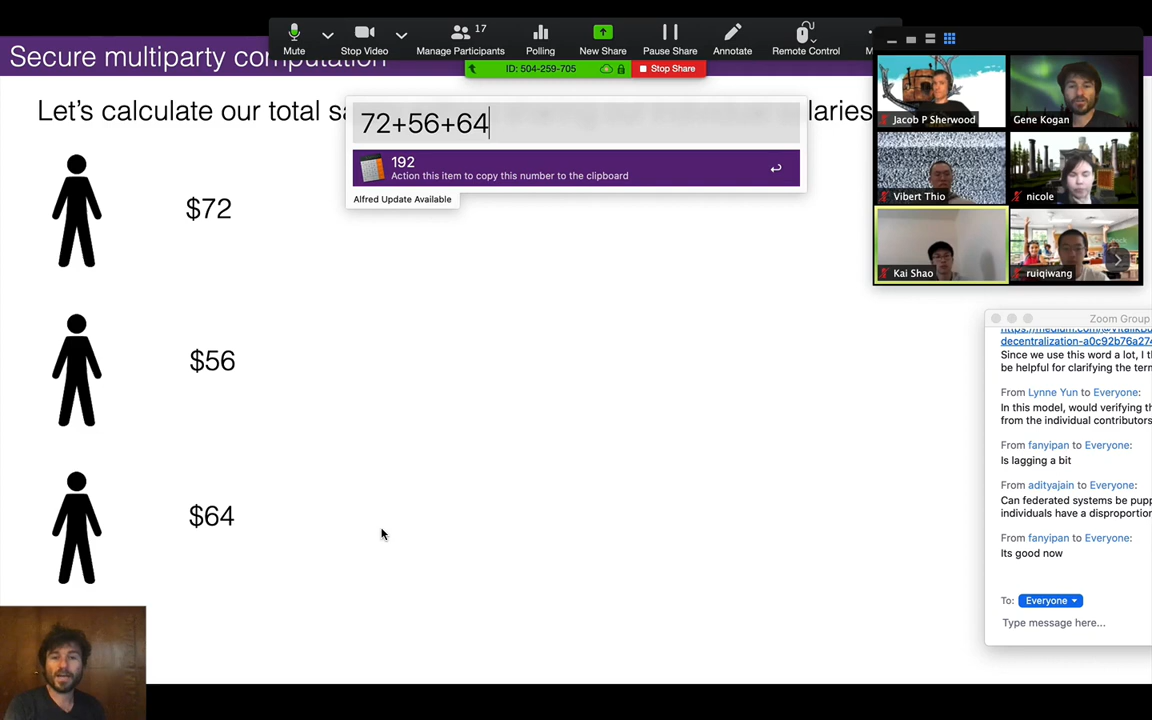 Mute
Stop Video
17
Manage Participants
Polling
New Share
Pause Share
Annotate
Remote Control
ID: 504-259-705
Stop Share
Secure multiparty computation
Let's calculate our total
laries
72+56+64
192
Action this item to copy this number to the clipboard
Alfred Update Available
$72
$56
$64
Jacob P Sherwood
Gene Kogan
Vibert Thio
nicole
Kai Shao
ruiqiwang
Zoom Group
decentralization-a0c92b76a27
Since we use this word a lot, I
be helpful for clarifying the
From Lynne Yun to Everyone:
In this model, would verifying
from the individual contributors
From fanyipan to Everyone:
Is lagging a bit
From adityajain to Everyone:
Can federated systems be
individuals have a
From fanyipan to Everyone:
Its good now
To: Everyone
Type message here...